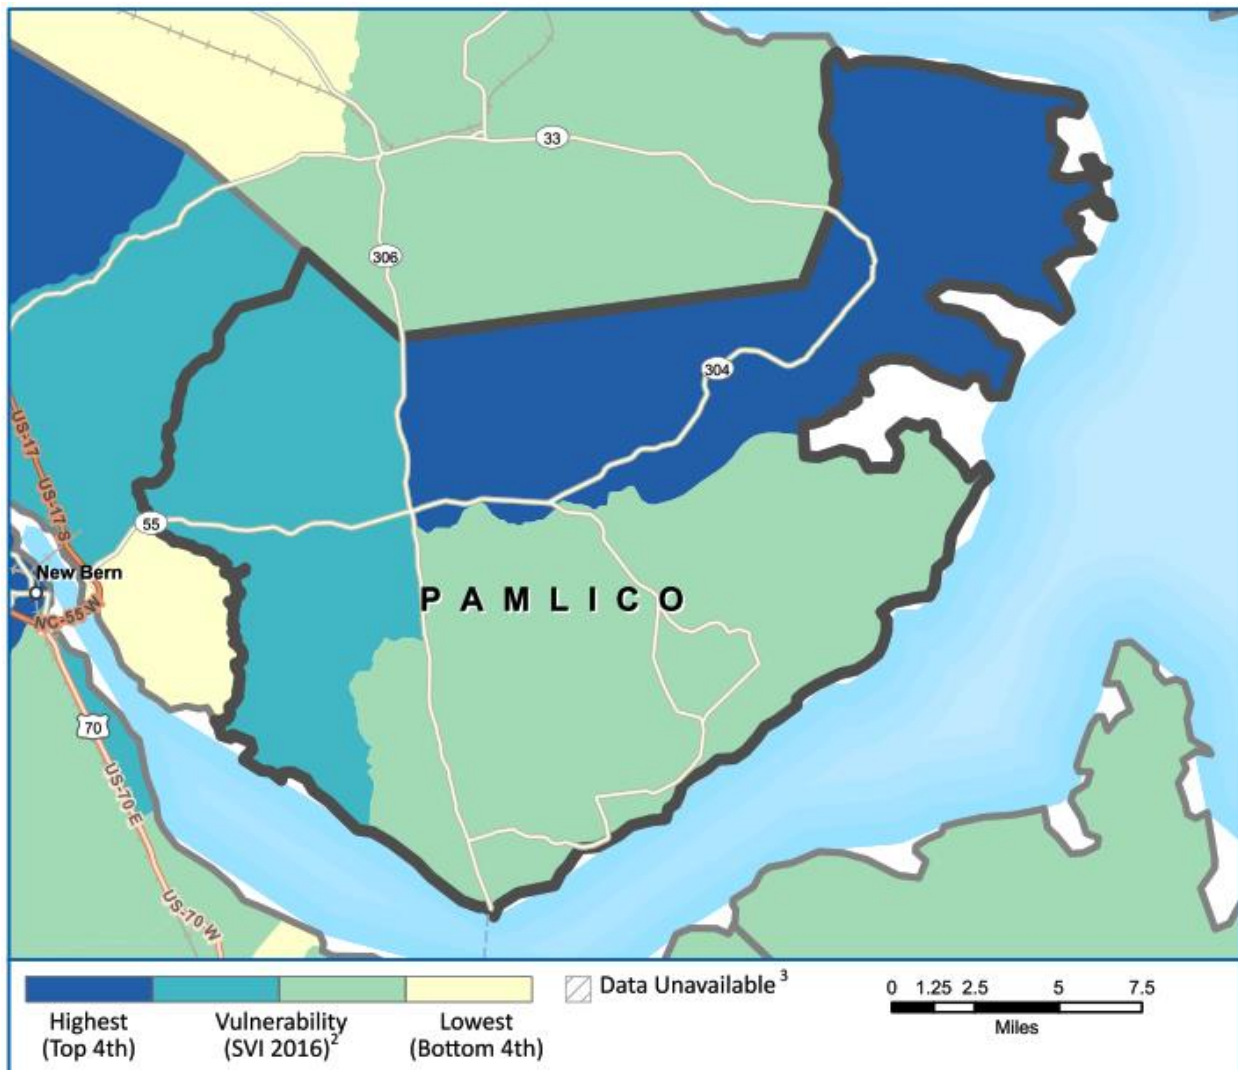 33
306
304
US-17
US-17-S
55
New Bern
NC-55-W
PAMLICO
70
US-70-E
US-70-W
Data Unavailable 3
0 1.25 2.5 5 7.5
Miles
Highest
(Top 4th)
Vulnerability
(SVI 2016)2
Lowest
(Bottom 4th)